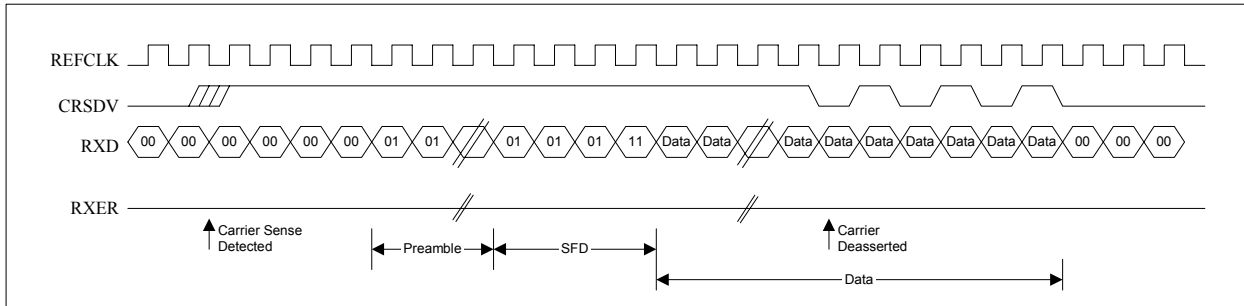 REFCLK
CRSDV
RXD 00 00 00 00 00 00 01 01 01 01 01 11 Data Data Data Data Data Data Data Data Data 00 00 00
RXER
Carrier Sense
Detected
Preamble
SFD
Carrier
Deasserted
Data